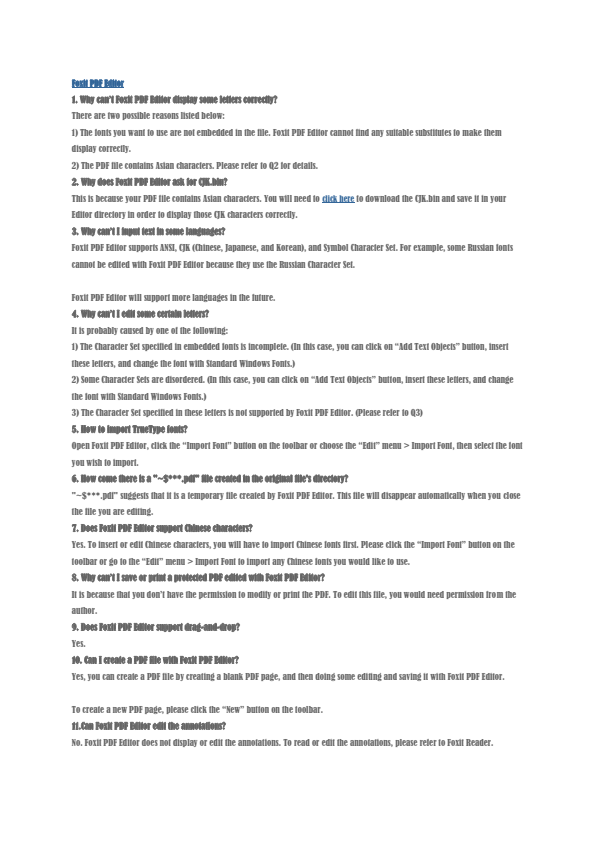 Foxit PDF Editor
1. Why can't Foxit PDF Editor display some letters correctly?
There are two possible reasons listed below:
1) The fonts you want to use are not embedded in the file. Foxit PDF Editor cannot find any suitable substitutes to make them
display correctly.
2) The PDF file contains Asian characters. Please refer to Q2 for details.
2. Why does Foxit PDF Editor ask for CJK.bin?
This is because your PDF file contains Asian characters. You will need to click here to download the CJK.bin and save it in your
Editor directory in order to display those CJK characters correctly.
3. Why can't I input text in some languages?
Foxit PDF Editor supports ANSI, CJK (Chinese, Japanese, and Korean), and Symbol Character Set. For example, some Russian fonts
cannot be edited with Foxit PDF Editor because they use the Russian Character Set.
Foxit PDF Editor will support more languages in the future.
4. Why can't I edit some certain letters?
It is probably caused by one of the following:
1) The Character Set specified in embedded fonts is incomplete. (In this case, you can click on “Add Text Objects” button, insert
these letters, and change the font with Standard Windows Fonts.)
2) Some Character Sets are disordered. (In this case, you can click on “Add Text Objects” button, insert these letters, and change
the font with Standard Windows Fonts.)
3) The Character Set specified in these letters is not supported by Foxit PDF Editor. (Please refer to Q3)
5. How to import TrueType fonts?
Open Foxit PDF Editor, click the “Import Font” button on the toolbar or choose the “Edit” menu > Import Font, then select the font
you wish to import.
6. How come there is a "~$***.pdf" file created in the original file's directory?
"~$***.pdf" suggests that it is a temporary file created by Foxit PDF Editor. This file will disappear automatically when you close
the file you are editing.
7. Does Foxit PDF Editor support Chinese characters?
Yes. To insert or edit Chinese characters, you will have to import Chinese fonts first. Please click the “Import Font” button on the
toolbar or go to the “Edit” menu > Import Font to import any Chinese fonts you would like to use.
8. Why can't I save or print a protected PDF edited with Foxit PDF Editor?
It is because that you don't have the permission to modify or print the PDF. To edit this file, you would need permission from the
author.
9. Does Foxit PDF Editor support drag-and-drop?
Yes.
10. Can I create a PDF file with Foxit PDF Editor?
Yes, you can create a PDF file by creating a blank PDF page, and then doing some editing and saving it with Foxit PDF Editor.
To create a new PDF page, please click the “New” button on the toolbar.
11.Can Foxit PDF Editor edit the annotations?
No. Foxit PDF Editor does not display or edit the annotations. To read or edit the annotations, please refer to Foxit Reader.